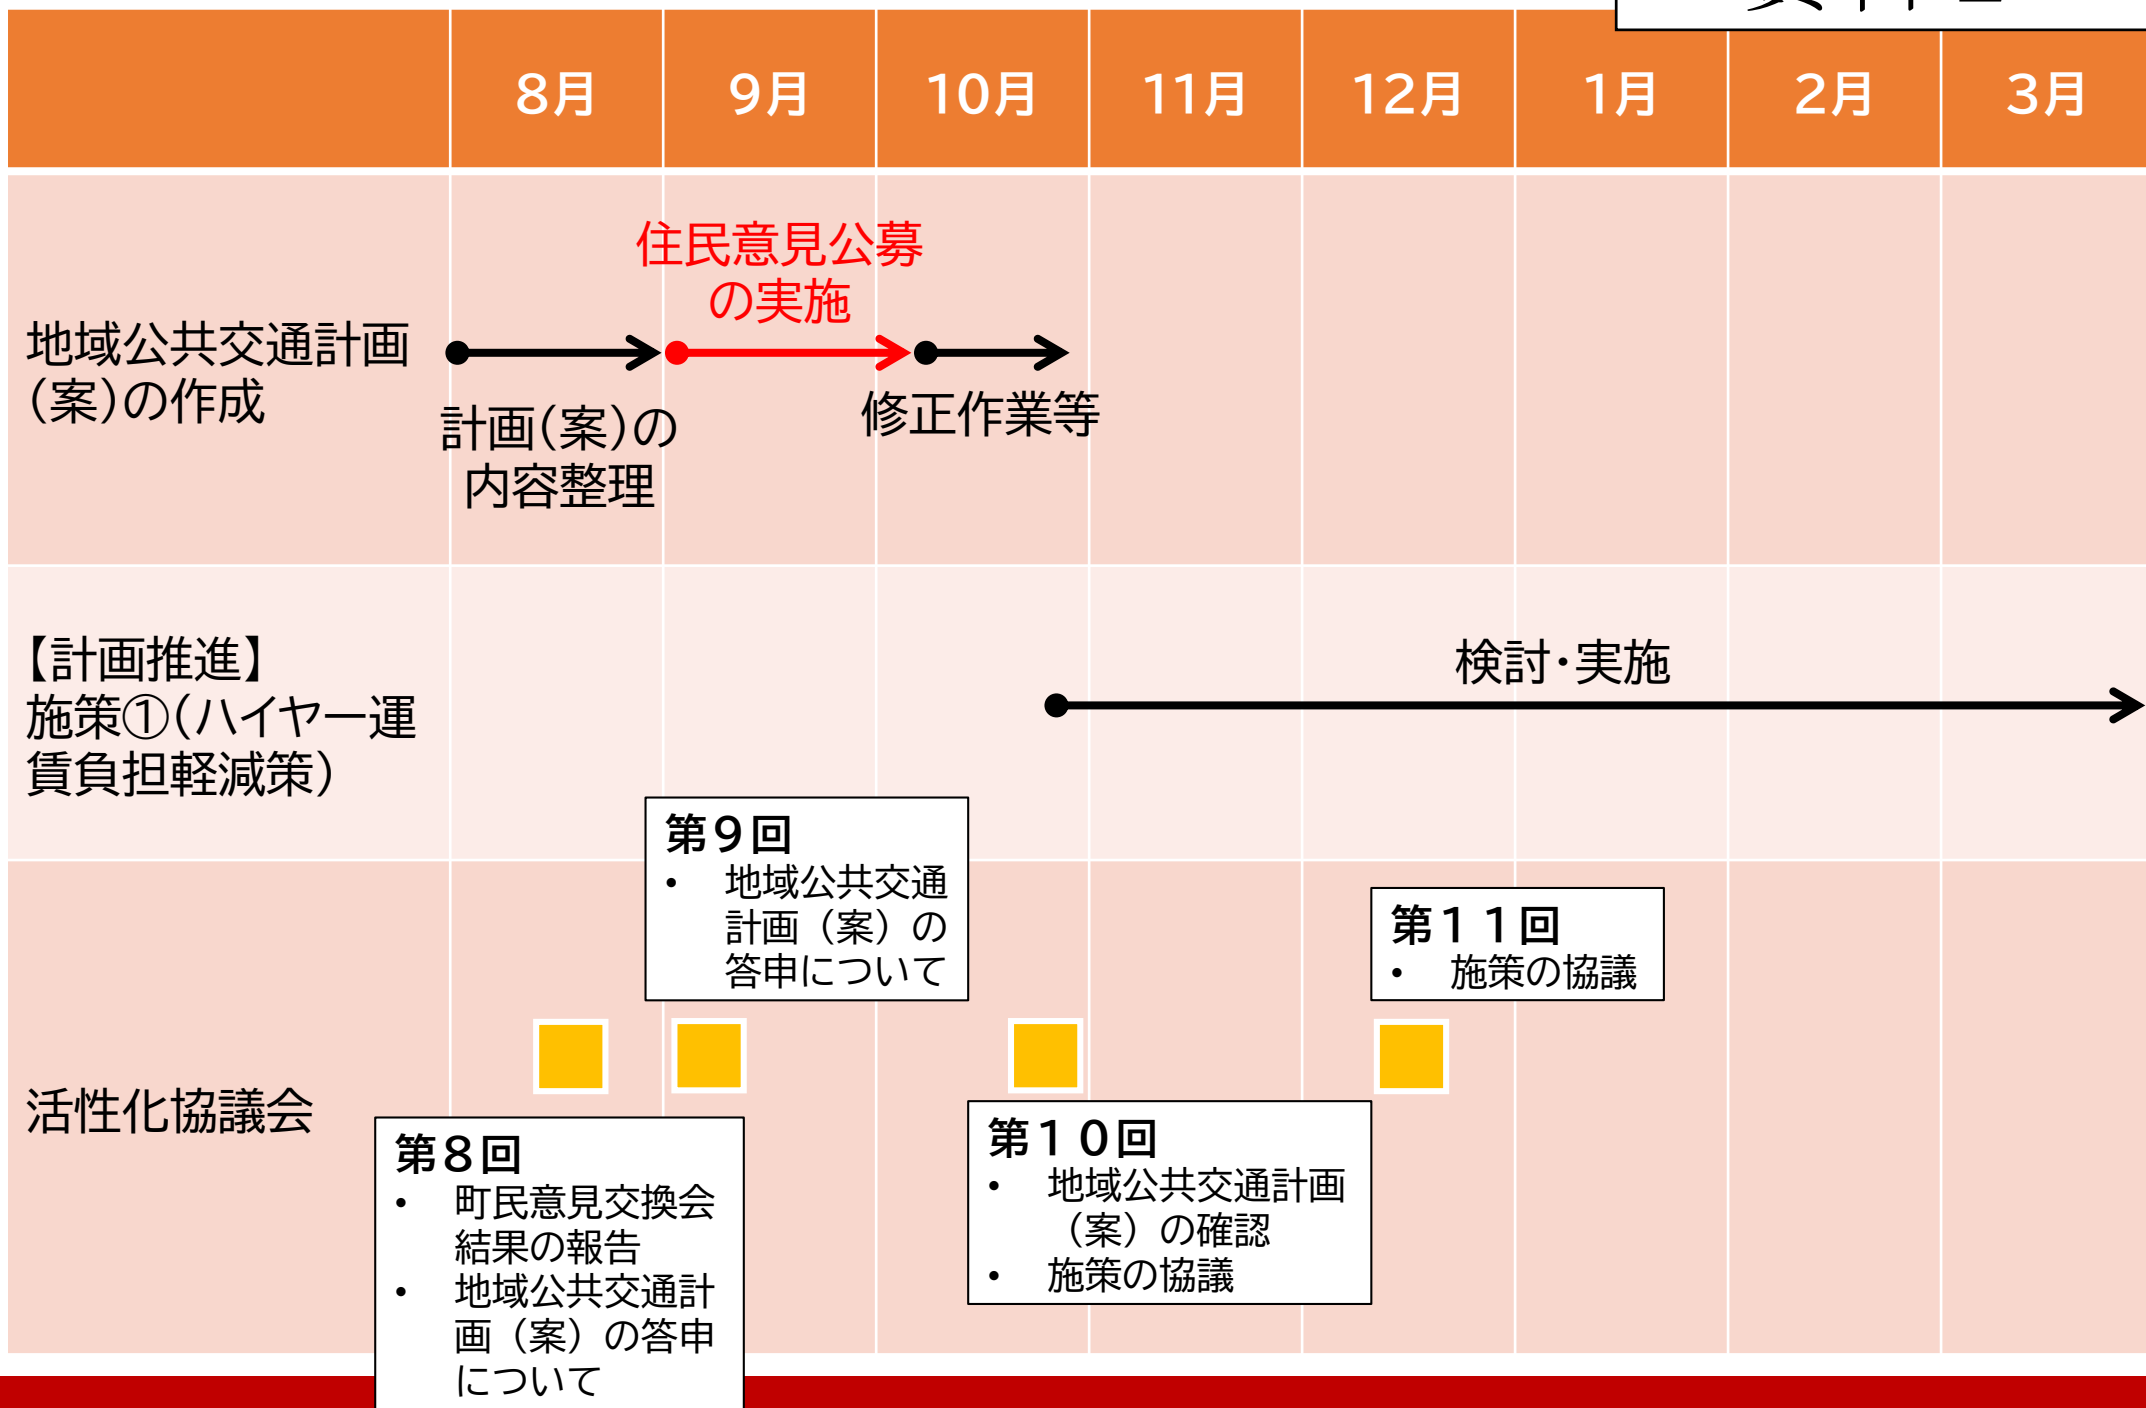 8月 9月 10月 11月 12月 1月 2月 3月
地域公共交通計画
(案)の作成
住民意見公募
の実施
計画(案)の
内容整理
修正作業等
【計画推進】
施策①(ハイヤー運
賃負担軽減策)
検討・実施
活性化協議会
第8回
• 町民意見交換会
結果の報告
• 地域公共交通計
画（案）の答申
について
第９回
• 地域公共交通
計画（案）の
答申について
第１０回
• 地域公共交通計画
（案）の確認
• 施策の協議
第１１回
• 施策の協議